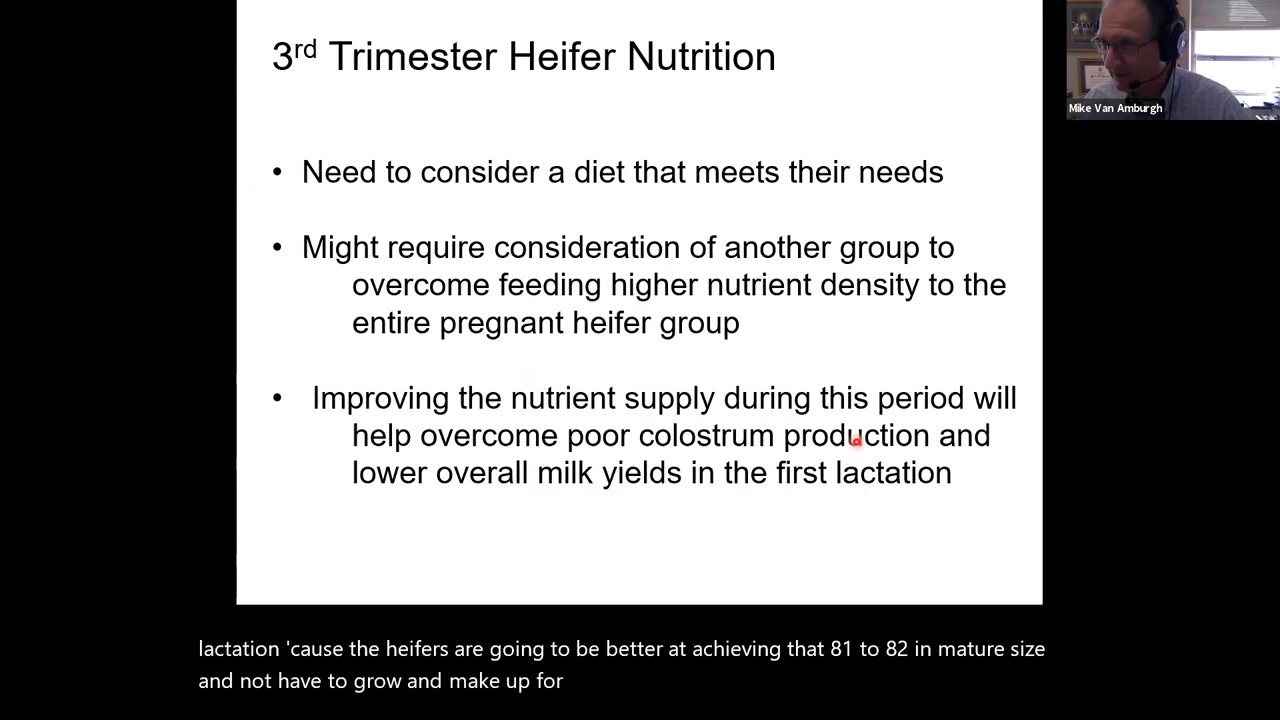 3rd Trimester Heifer Nutrition
Mike Van Amburgh
• Need to consider a diet that meets their needs
• Might require consideration of another group to
overcome feeding higher nutrient density to the
entire pregnant heifer group
• Improving the nutrient supply during this period will
help overcome poor colostrum production and
lower overall milk yields in the first lactation
lactation 'cause the heifers are going to be better at achieving that 81 to 82 in mature size
and not have to grow and make up for